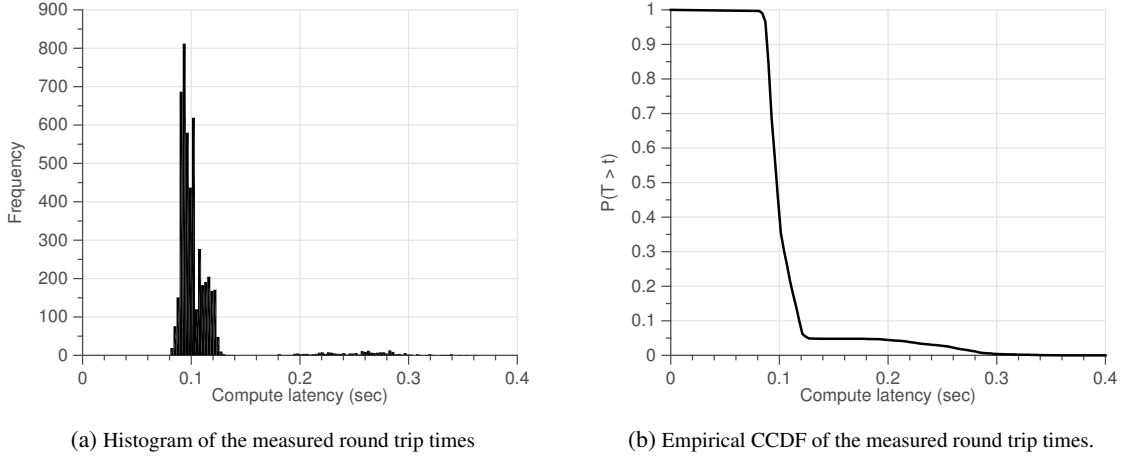 900
800
700
600
500
400
300
200
100
0
Frequency
0 0.1 0.2 0.3 0.4
Compute latency (sec)
(a) Histogram of the measured round trip times
1
0.9
0.8
0.7
0.6
0.5
0.4
0.3
0.2
0.1
0
P(T > t)
0 0.1 0.2 0.3 0.4
Compute latency (sec)
(b) Empirical CCDF of the measured round trip times.